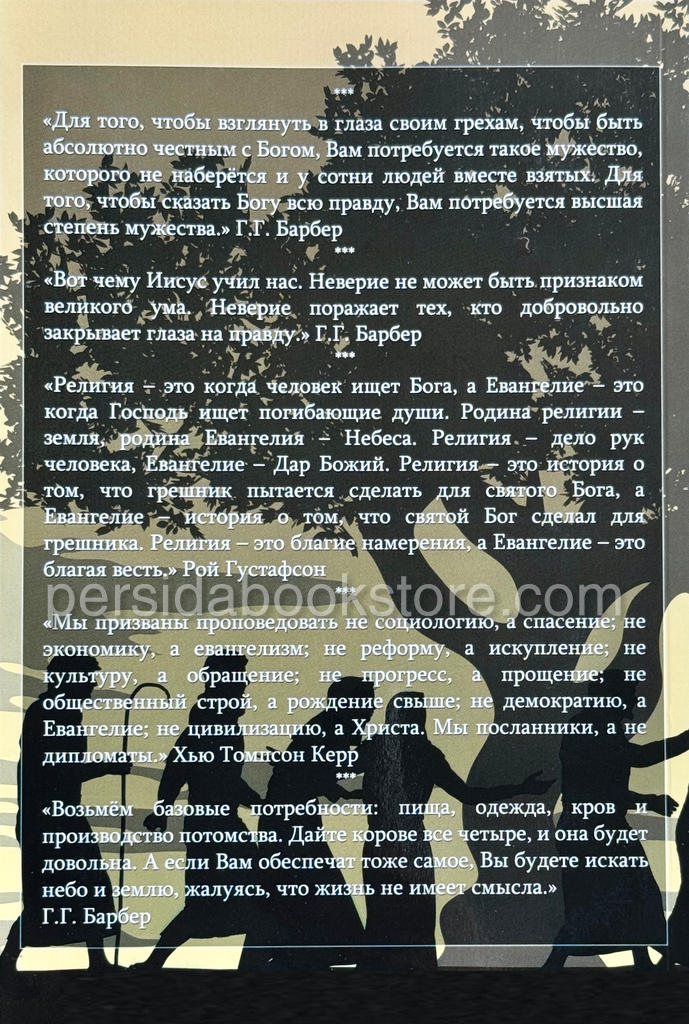 ***
«Для того, чтобы взглянуть в глаза своим грехам, чтобы быть
абсолютно честным с Богом, Вам потребуется такое мужество,
которого не наберётся и у сотни людей вместе взятых. Для
того, чтобы сказать Богу всю правду, Вам потребуется высшая
степень мужества.» Г.Г. Барбер
***
«Вот чему Иисус учил нас. Неверие не может быть признаком
великого ума. Неверие поражает тех, кто добровольно
закрывает глаза на правду.» Г.Г. Барбер
***
«Религия – это когда человек ищет Бога, а Евангелие – это
когда Господь ищет погибающие души. Родина религии –
земля, родина Евангелия – Небеса. Религия – дело рук
человека, Евангелие – Дар Божий. Религия – это история о
том, что грешник пытается сделать для святого Бога, а
Евангелие – история о том, что святой Бог сделал для
грешника. Религия – это благие намерения, а Евангелие – это
благая весть.» Рой Густафсон
persidabookstore.com
***
«Мы призваны проповедовать не социологию, а спасение; не
экономику, а евангелизм; не реформу, а искупление; не
культуру, а обращение; не прогресс, а прощение; не
общественный строй, а рождение свыше; не демократию, а
Евангелие; не цивилизацию, а Христа. Мы посланники, а не
дипломаты.» Хью Томпсон Керр
***
«Возьмём базовые потребности: пища, одежда, кров и
производство потомства. Дайте корове все четыре, и она будет
довольна. А если Вам обеспечат тоже самое, Вы будете искать
небо и землю, жалуясь, что жизнь не имеет смысла.»
Г.Г. Барбер